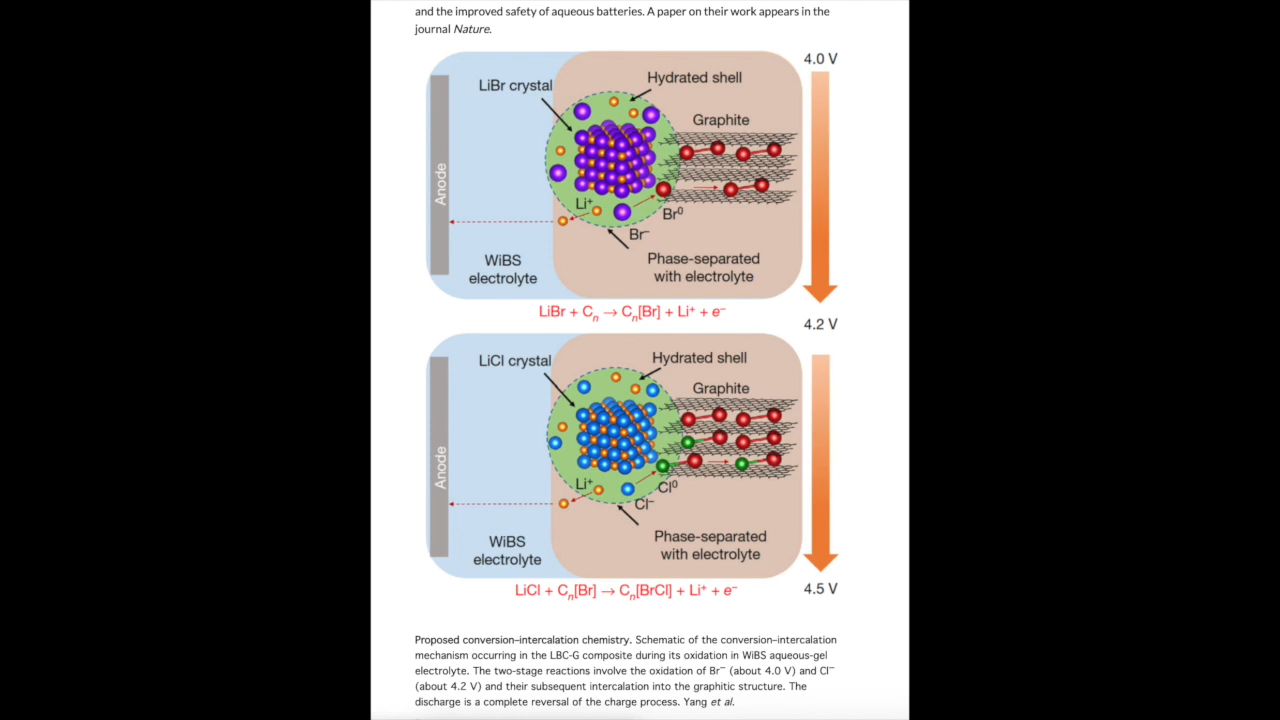 and the improved safety of aqueous batteries. A paper on their work appears in the
journal Nature.
4.0 V
LiBr crystal
Hydrated shell
Graphite
Anode
Li⁺
Br⁰
Br⁻
WiBS
electrolyte
Phase-separated
with electrolyte
LiBr + Cₙ → Cₙ[Br] + Li⁺ + e⁻
4.2 V
LiCl crystal
Hydrated shell
Graphite
Anode
Li⁺
Cl⁰
Cl⁻
WiBS
electrolyte
Phase-separated
with electrolyte
LiCl + Cₙ[Br] → Cₙ[BrCl] + Li⁺ + e⁻
4.5 V
Proposed conversion–intercalation chemistry. Schematic of the conversion–intercalation
mechanism occurring in the LBC-G composite during its oxidation in WiBS aqueous-gel
electrolyte. The two-stage reactions involve the oxidation of Br⁻ (about 4.0 V) and Cl⁻
(about 4.2 V) and their subsequent intercalation into the graphitic structure. The
discharge is a complete reversal of the charge process. Yang et al.